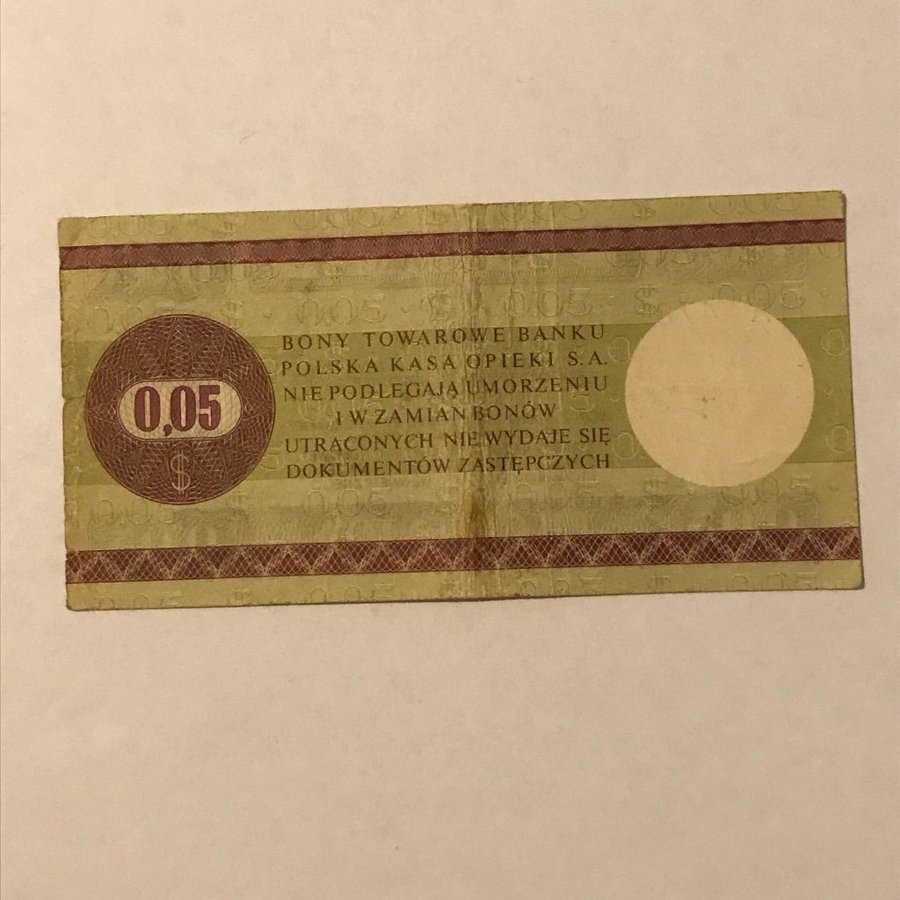 BONY TOWAROWE BANKU
POLSKA KASA OPIEKI S.A.
NIE PODLEGAJĄ UMORZENIU
I W ZAMIAN BONÓW
UTRACONYCH NIE WYDAJE SIĘ
DOKUMENTÓW ZASTĘPCZYCH
0,05
$